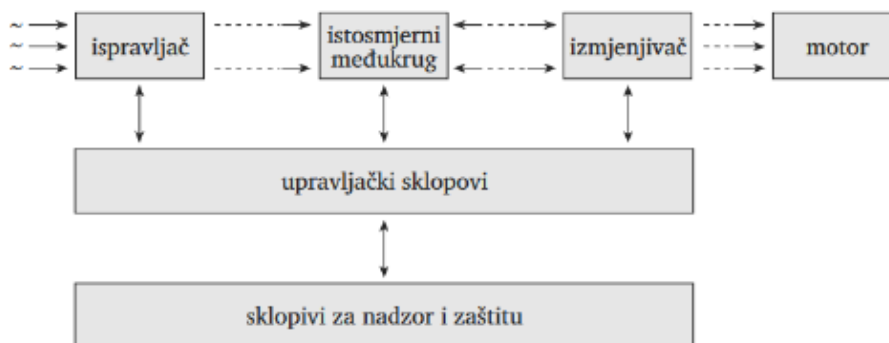 ~
~
~
ispravljač
istosmjerni
međukrug
izmjenjivač
motor
upravljački sklopovi
sklopivi za nadzor i zaštitu